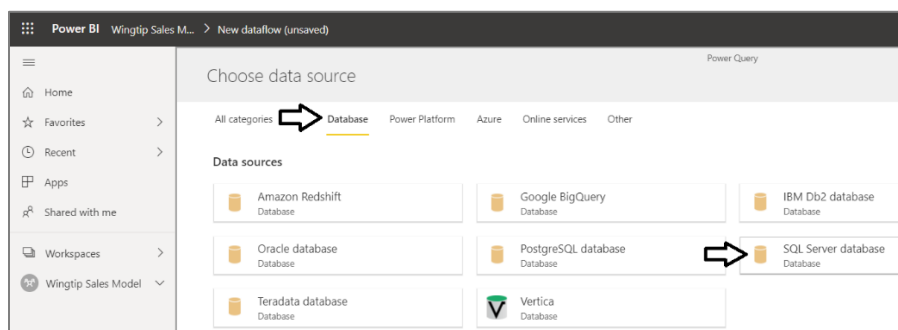 Power BI Wingtip Sales M... > New dataflow (unsaved)
Power Query
Choose data source
Home
Favorites
Recent
Apps
Shared with me
Workspaces
Wingtip Sales Model
All categories Database Power Platform Azure Online services Other
Data sources
Amazon Redshift
Database
Google BigQuery
Database
IBM Db2 database
Database
Oracle database
Database
PostgreSQL database
Database
SQL Server database
Database
Teradata database
Database
Vertica
Database